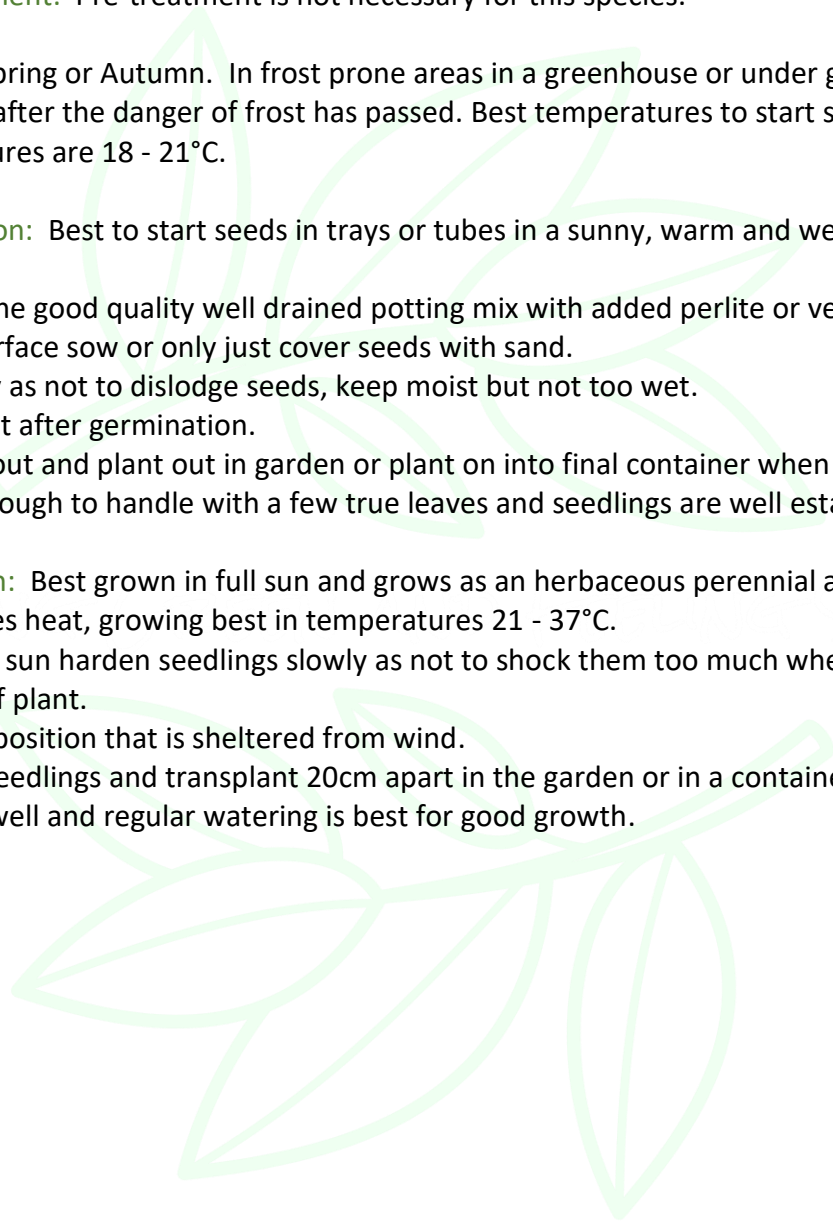 ment: Pre-treatment is not necessary for this species.
pring or Autumn. In frost prone areas in a greenhouse or under g
after the danger of frost has passed. Best temperatures to start s
ures are 18 - 21°C.
on: Best to start seeds in trays or tubes in a sunny, warm and we
ne good quality well drained potting mix with added perlite or ve
rface sow or only just cover seeds with sand.
y as not to dislodge seeds, keep moist but not too wet.
t after germination.
out and plant out in garden or plant on into final container when
ough to handle with a few true leaves and seedlings are well esta
n: Best grown in full sun and grows as an herbaceous perennial a
es heat, growing best in temperatures 21 - 37°C.
sun harden seedlings slowly as not to shock them too much whe
f plant.
position that is sheltered from wind.
eedlings and transplant 20cm apart in the garden or in a containe
well and regular watering is best for good growth.